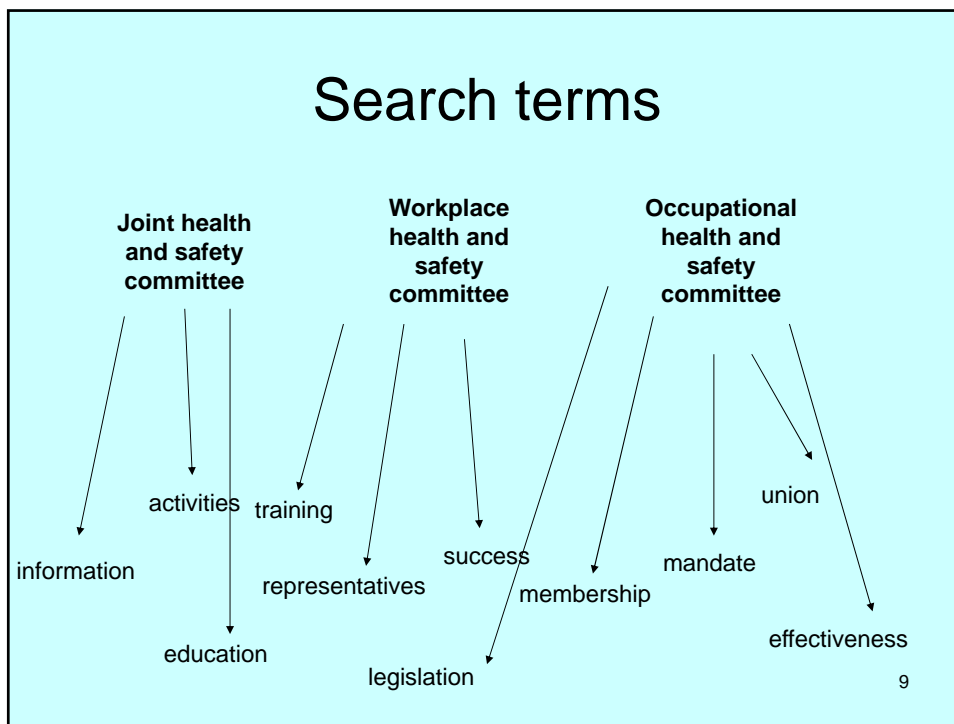 Search terms
Joint health
and safety
committee
Workplace
health and
safety
committee
Occupational
health and
safety
committee
activities
training
union
information
representatives
success
membership
mandate
education
legislation
effectiveness
9